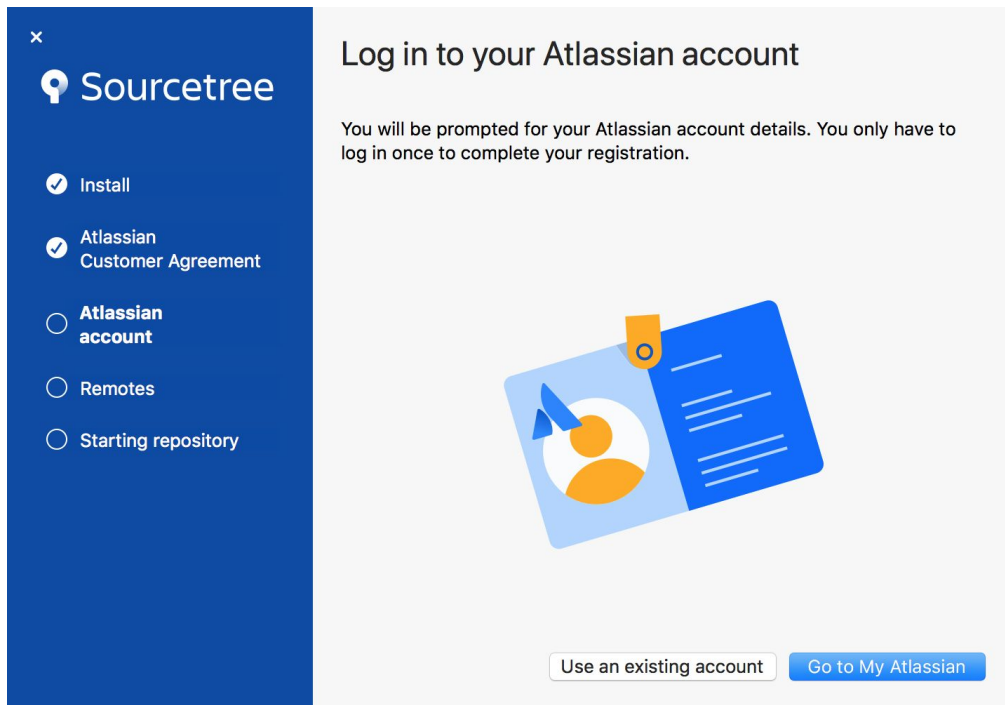 Sourcetree
Install
Atlassian
Customer Agreement
Atlassian
account
Remotes
Starting repository
Log in to your Atlassian account
You will be prompted for your Atlassian account details. You only have to
log in once to complete your registration.
Use an existing account
Go to My Atlassian